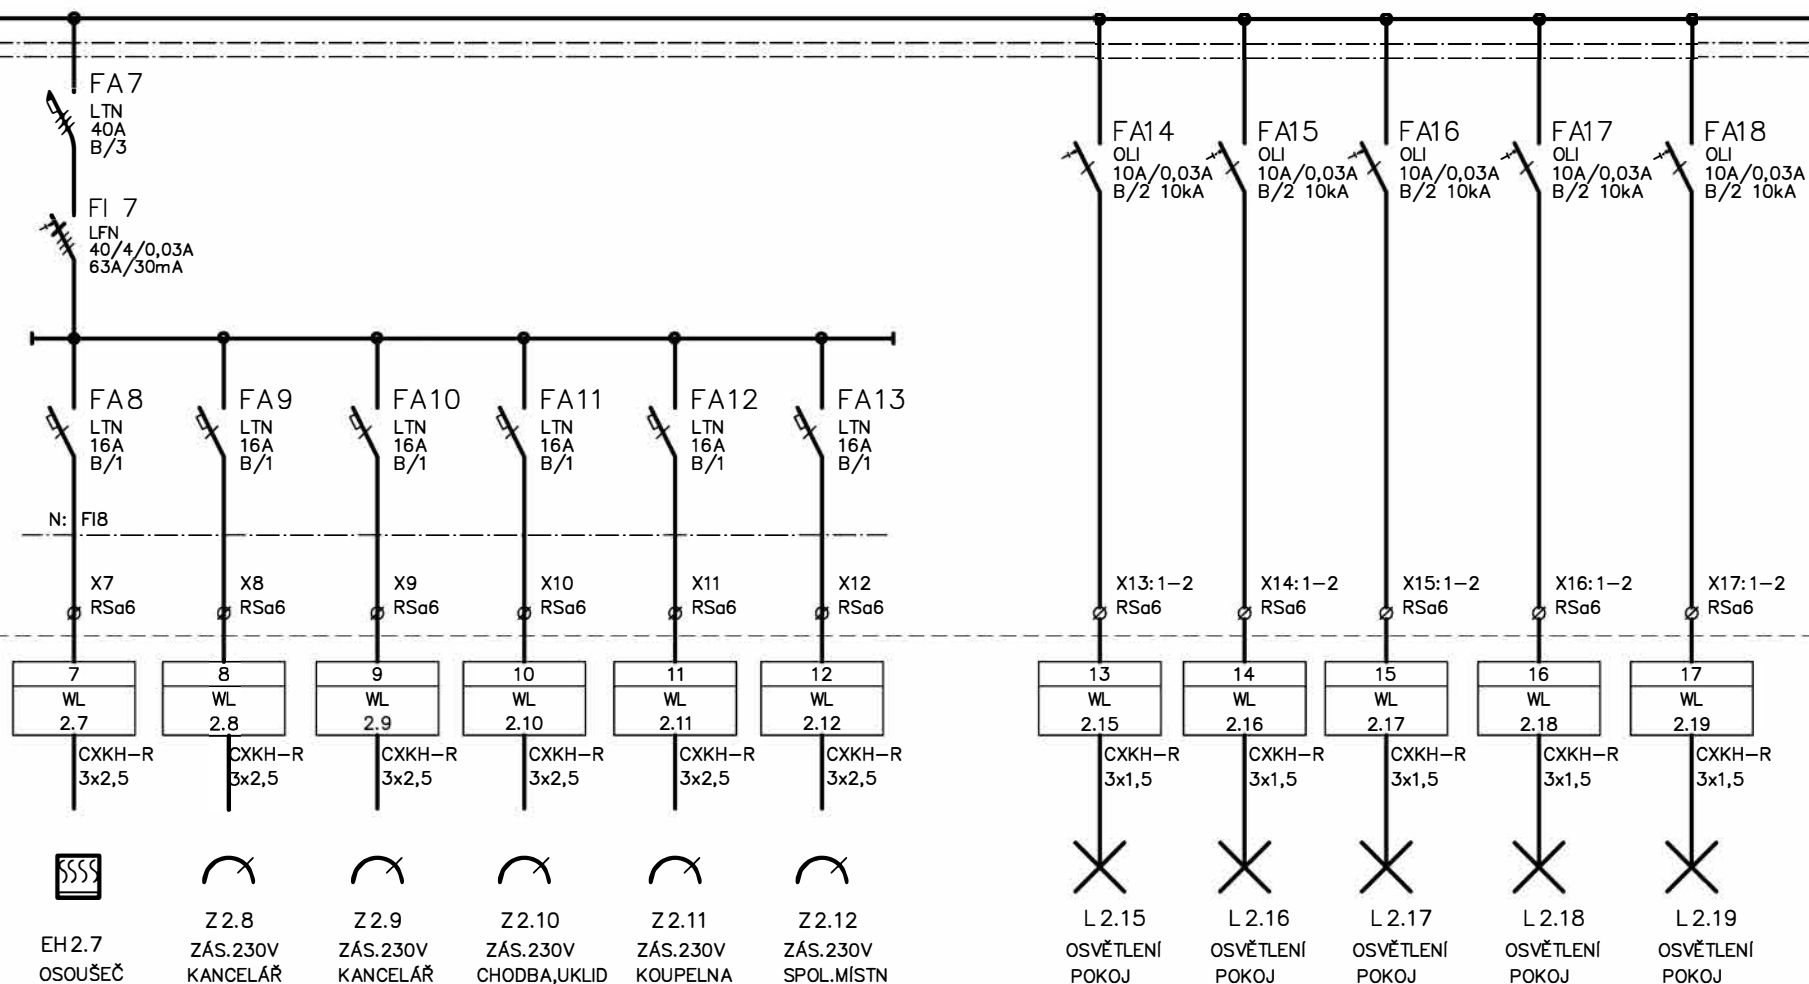 FA7
LTN
40A
B/3
FI 7
LFN
40/4/0,03A
63A/30mA
FA14
OLI
10A/0,03A
B/2 10kA
FA15
OLI
10A/0,03A
B/2 10kA
FA16
OLI
10A/0,03A
B/2 10kA
FA17
OLI
10A/0,03A
B/2 10kA
FA18
OLI
10A/0,03A
B/2 10kA
FA8
LTN
16A
B/1
FA9
LTN
16A
B/1
FA10
LTN
16A
B/1
FA11
LTN
16A
B/1
FA12
LTN
16A
B/1
FA13
LTN
16A
B/1
N: FI8
X7
RSa6
X8
RSa6
X9
RSa6
X10
RSa6
X11
RSa6
X12
RSa6
X13:1-2
RSa6
X14:1-2
RSa6
X15:1-2
RSa6
X16:1-2
RSa6
X17:1-2
RSa6
7
WL
2.7
8
WL
2.8
9
WL
2.9
10
WL
2.10
11
WL
2.11
12
WL
2.12
13
WL
2.15
14
WL
2.16
15
WL
2.17
16
WL
2.18
17
WL
2.19
CXKH-R
3x2,5
CXKH-R
3x2,5
CXKH-R
3x2,5
CXKH-R
3x2,5
CXKH-R
3x2,5
CXKH-R
3x2,5
CXKH-R
3x1,5
CXKH-R
3x1,5
CXKH-R
3x1,5
CXKH-R
3x1,5
CXKH-R
3x1,5
EH2.7
OSOUŠEČ
Z2.8
ZÁS.230V
KANCELÁŘ
Z2.9
ZÁS.230V
KANCELÁŘ
Z2.10
ZÁS.230V
CHODBA,UKLID
Z2.11
ZÁS.230V
KOUPELNA
Z2.12
ZÁS.230V
SPOL.MÍSTN
L2.15
OSVĚTLENÍ
POKOJ
L2.16
OSVĚTLENÍ
POKOJ
L2.17
OSVĚTLENÍ
POKOJ
L2.18
OSVĚTLENÍ
POKOJ
L2.19
OSVĚTLENÍ
POKOJ